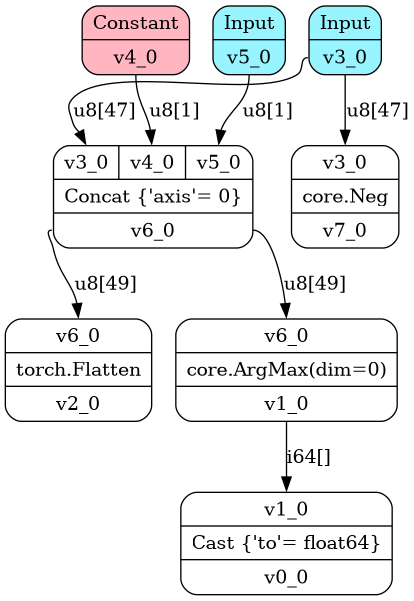 Constant
v4_0
Input
v5_0
Input
v3_0
u8[47]
u8[1]
u8[1]
u8[47]
v3_0
v4_0
v5_0
Concat {'axis'= 0}
v6_0
v3_0
core.Neg
v7_0
u8[49]
u8[49]
v6_0
torch.Flatten
v2_0
v6_0
core.ArgMax(dim=0)
v1_0
i64[]
v1_0
Cast {'to'= float64}
v0_0